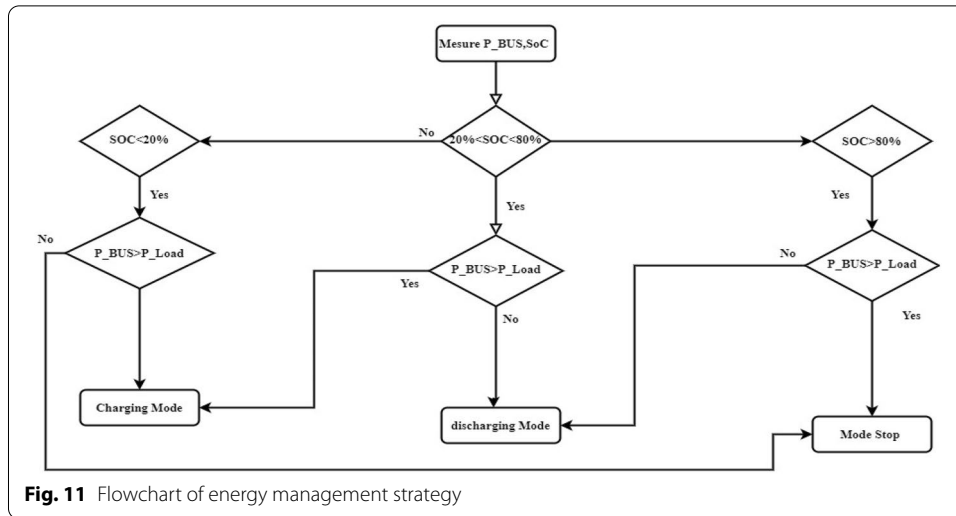 Mesure P_BUS,SoC
SOC<20%
No
20%<SOC<80%
SOC>80%
Yes
Yes
Yes
No
P_BUS>P_Load
Yes
P_BUS>P_Load
No
P_BUS>P_Load
No
Yes
Charging Mode
discharging Mode
Mode Stop
Fig. 11 Flowchart of energy management strategy